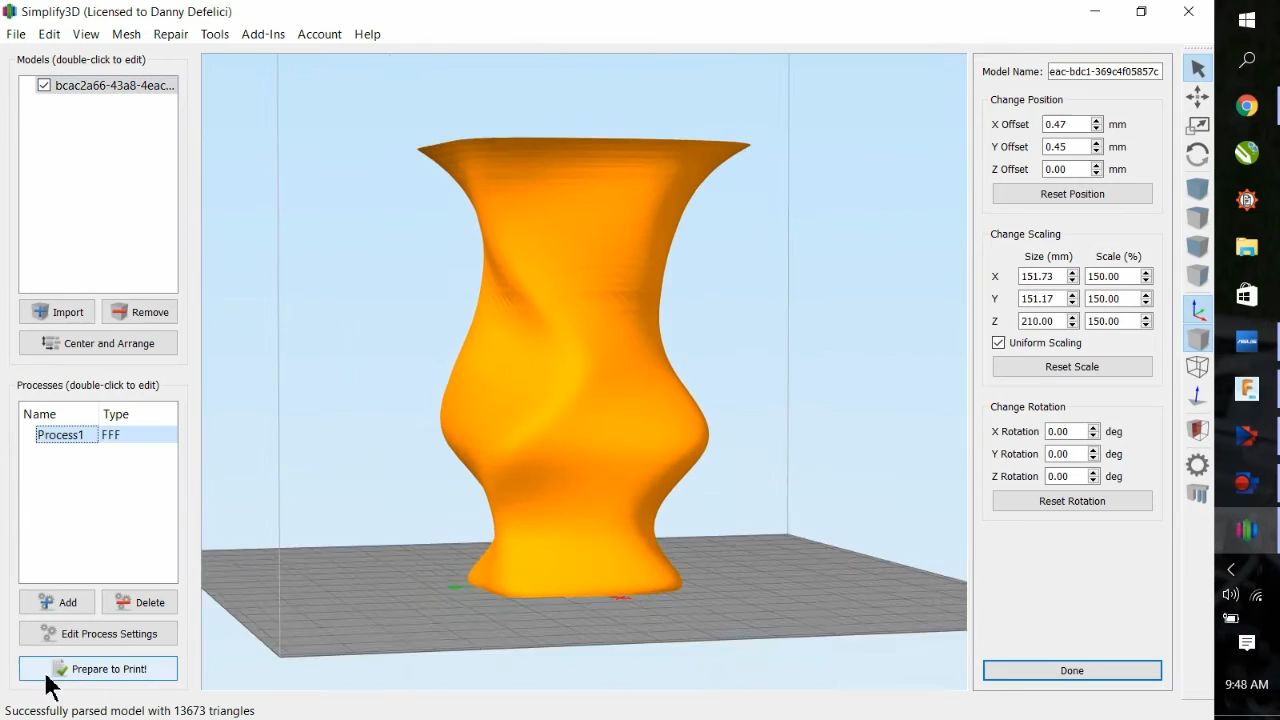 Simplify3D (Licensed to Danny Defelici)
File Edit View Mesh Repair Tools Add-Ins Account Help
Models (double-click to edit)
bcac2a66-43a8-4eac...
Import Remove
Center and Arrange
Processes (double-click to edit)
Name Type
Process1 FFF
Add Delete
Edit Process Settings
Prepare to Print!
Successfully parsed model with 13673 triangles
Model Name: eac-bdc1-369c4f05857c
Change Position
X Offset 0.47 mm
Y Offset 0.45 mm
Z Offset 0.00 mm
Reset Position
Change Scaling
Size (mm) Scale (%)
X 151.73 150.00
Y 151.17 150.00
Z 210.00 150.00
Uniform Scaling
Reset Scale
Change Rotation
X Rotation 0.00 deg
Y Rotation 0.00 deg
Z Rotation 0.00 deg
Reset Rotation
Done
9:48 AM